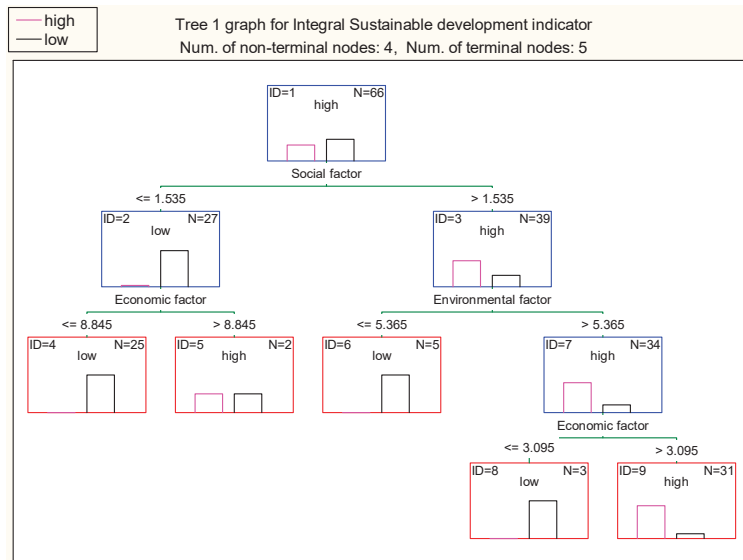 high
low
Tree 1 graph for Integral Sustainable development indicator
Num. of non-terminal nodes: 4, Num. of terminal nodes: 5
ID=1 N=66
high
Social factor
<= 1.535 > 1.535
ID=2 N=27
low
ID=3 N=39
high
Economic factor
Environmental factor
<= 8.845 > 8.845
<= 5.365 > 5.365
ID=4 N=25
low
ID=5 N=2
high
ID=6 N=5
low
ID=7 N=34
high
Economic factor
<= 3.095 > 3.095
ID=8 N=3
low
ID=9 N=31
high